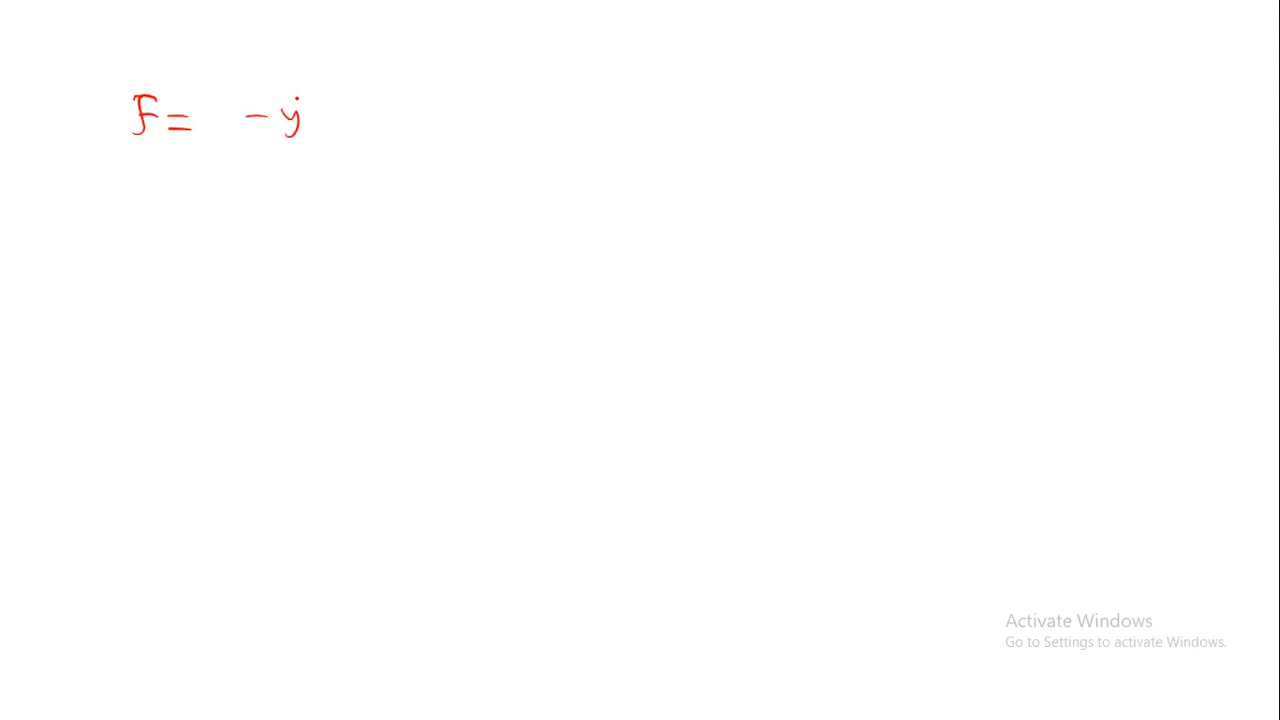 F = - ẏ
Activate Windows
Go to Settings to activate Windows.